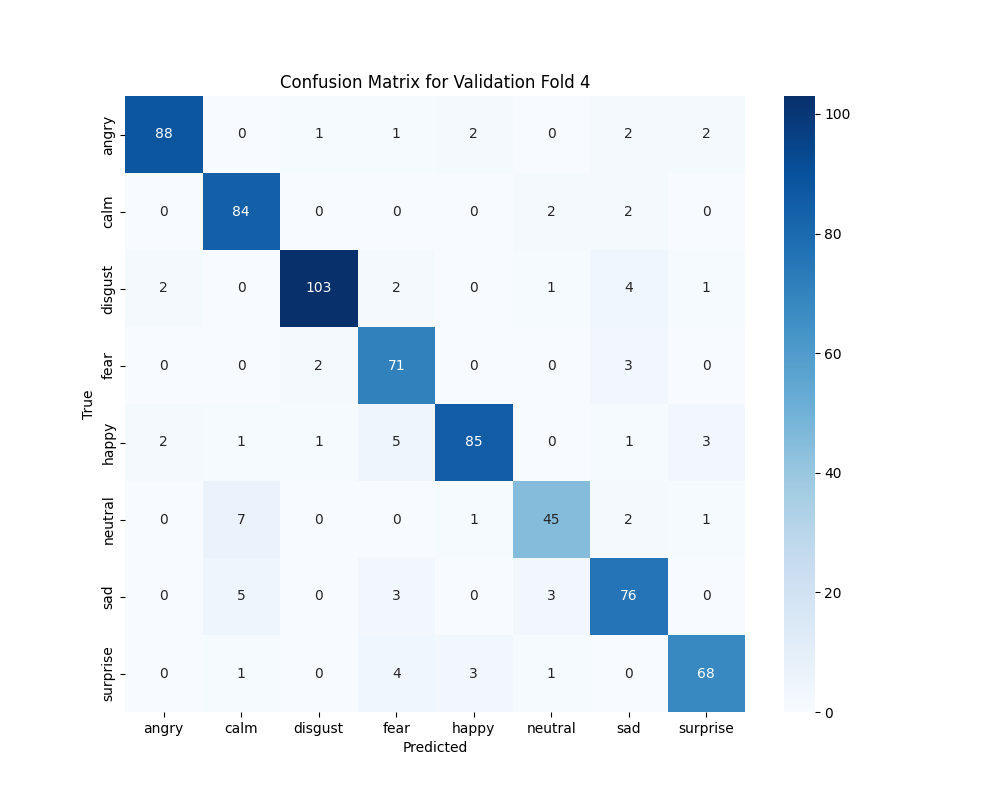 Confusion Matrix for Validation Fold 4
True
angry 88 0 1 1 2 0 2 2
calm 0 84 0 0 0 2 2 0
disgust 2 0 103 2 0 1 4 1
fear 0 0 2 71 0 0 3 0
happy 2 1 1 5 85 0 1 3
neutral 0 7 0 0 1 45 2 1
sad 0 5 0 3 0 3 76 0
surprise 0 1 0 4 3 1 0 68
angry calm disgust fear happy neutral sad surprise
Predicted
100
80
60
40
20
0